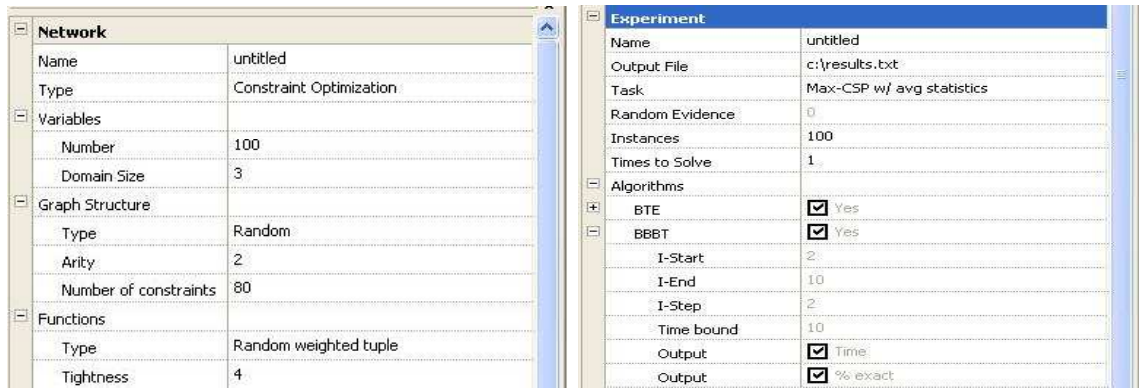 Network
Name untitled
Type Constraint Optimization
Variables
Number 100
Domain Size 3
Graph Structure
Type Random
Arity 2
Number of constraints 80
Functions
Type Random weighted tuple
Tightness 4
Experiment
Name untitled
Output File c:\results.txt
Task Max-CSP w/ avg statistics
Random Evidence 0
Instances 100
Times to Solve 1
Algorithms
BTE Yes
BBBT Yes
I-Start 2
I-End 10
I-Step 2
Time bound 10
Output Time
Output % exact